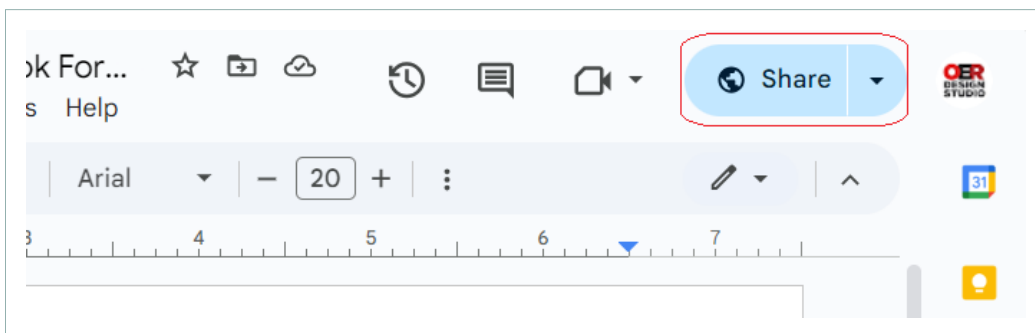 ok For...
s Help
Share
OER
DESIGN
STUDIO
Arial
20
31
3 4 5 6 7